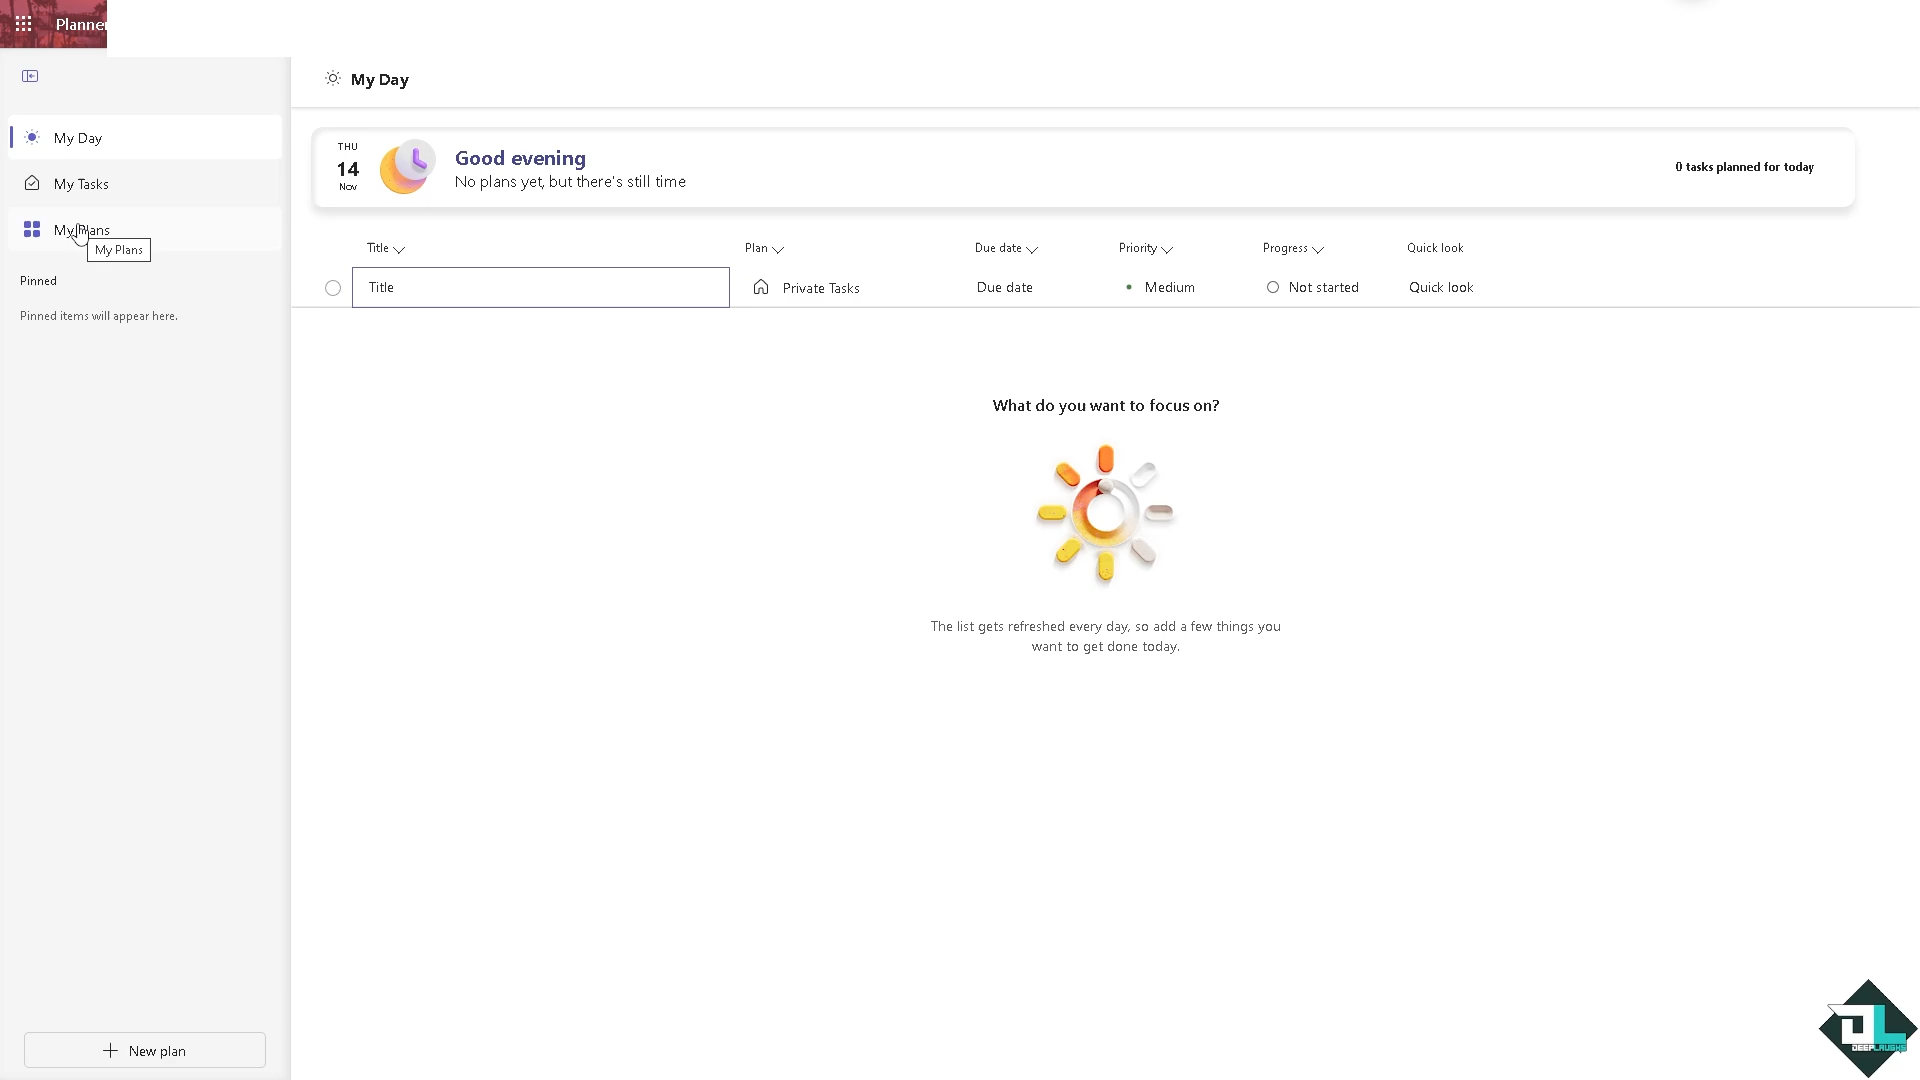 Planner
My Day
My Day
My Tasks
My Plans
My Plans
Pinned
Pinned items will appear here.
THU
14
Nov
Good evening
No plans yet, but there's still time
0 tasks planned for today
Title Plan Due date Priority Progress Quick look
Title Private Tasks Due date Medium Not started Quick look
What do you want to focus on?
The list gets refreshed every day, so add a few things you
want to get done today.
New plan
DL
DEEPLAUGHS